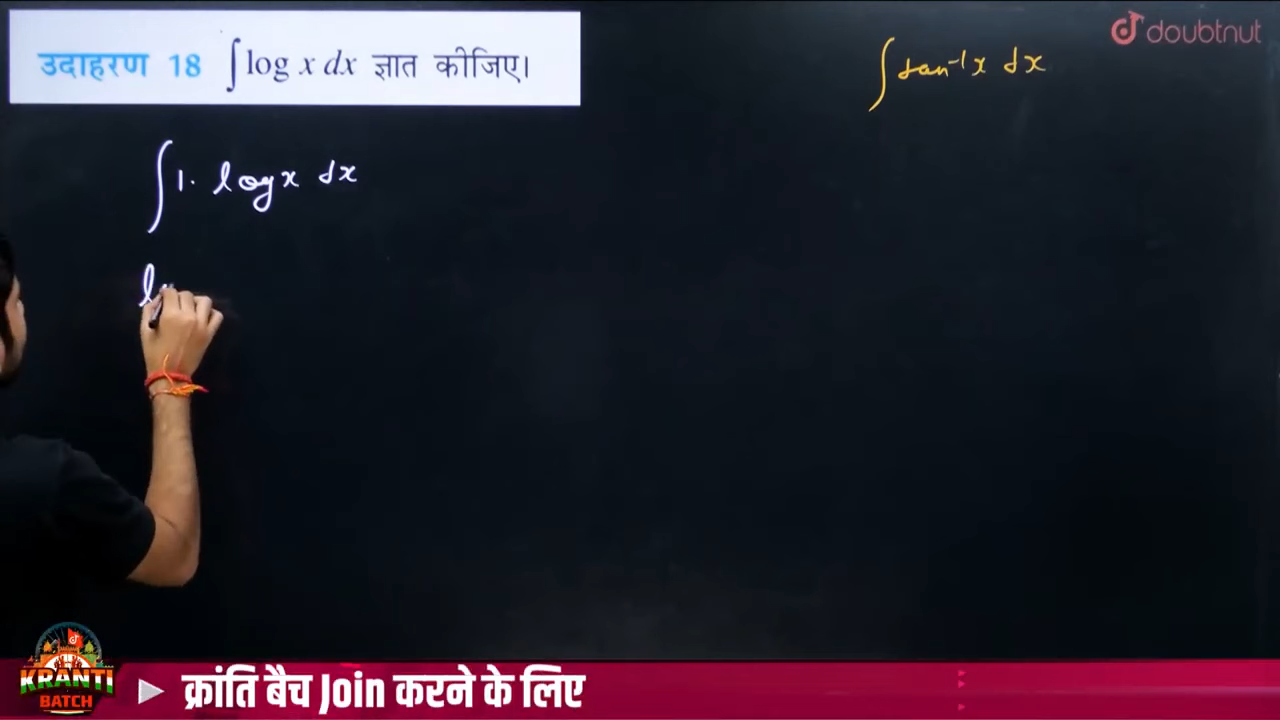 उदाहरण 18 ∫ log x dx ज्ञात कीजिए।
doubtnut
∫ tan⁻¹x dx
∫ 1. log x dx
KRANTI
BATCH
क्रांति बैच Join करने के लिए